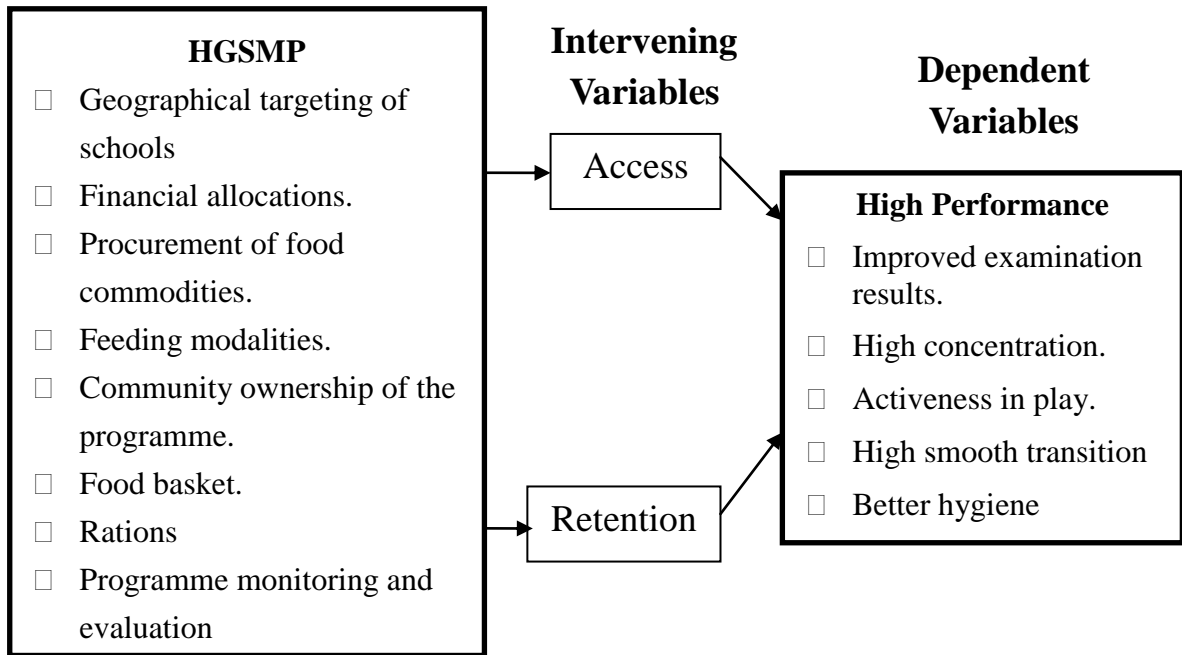 HGSMP
□ Geographical targeting of
schools
□ Financial allocations.
□ Procurement of food
commodities.
□ Feeding modalities.
□ Community ownership of the
programme.
□ Food basket.
□ Rations
□ Programme monitoring and
evaluation
Intervening
Variables
Access
Retention
Dependent
Variables
High Performance
□ Improved examination
results.
□ High concentration.
□ Activeness in play.
□ High smooth transition
□ Better hygiene